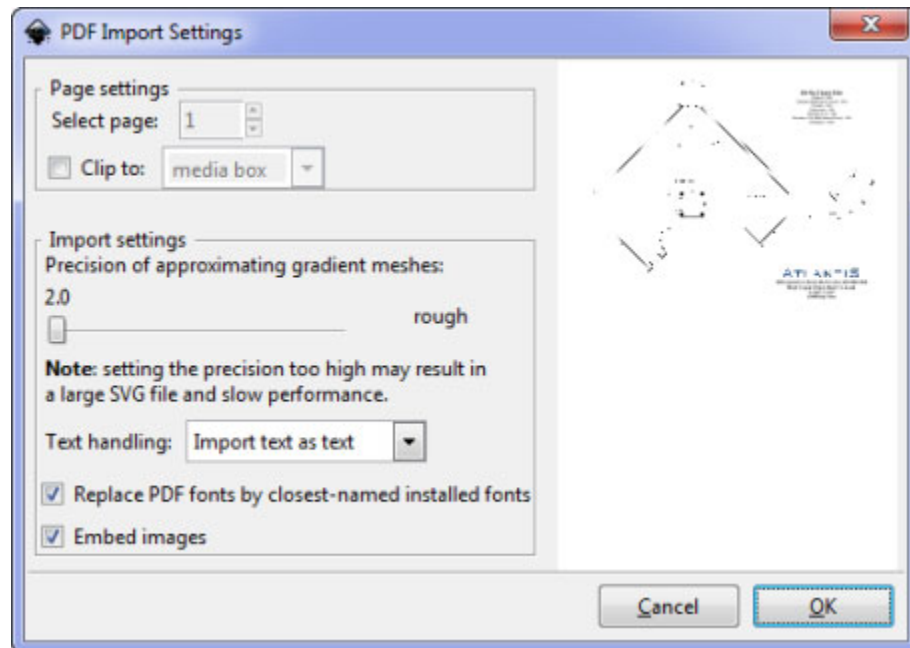 PDF Import Settings
Page settings
Select page: 1
Clip to: media box
Import settings
Precision of approximating gradient meshes:
2.0
rough
Note: setting the precision too high may result in
a large SVG file and slow performance.
Text handling: Import text as text
Replace PDF fonts by closest-named installed fonts
Embed images
ATLANTIS
Cancel OK